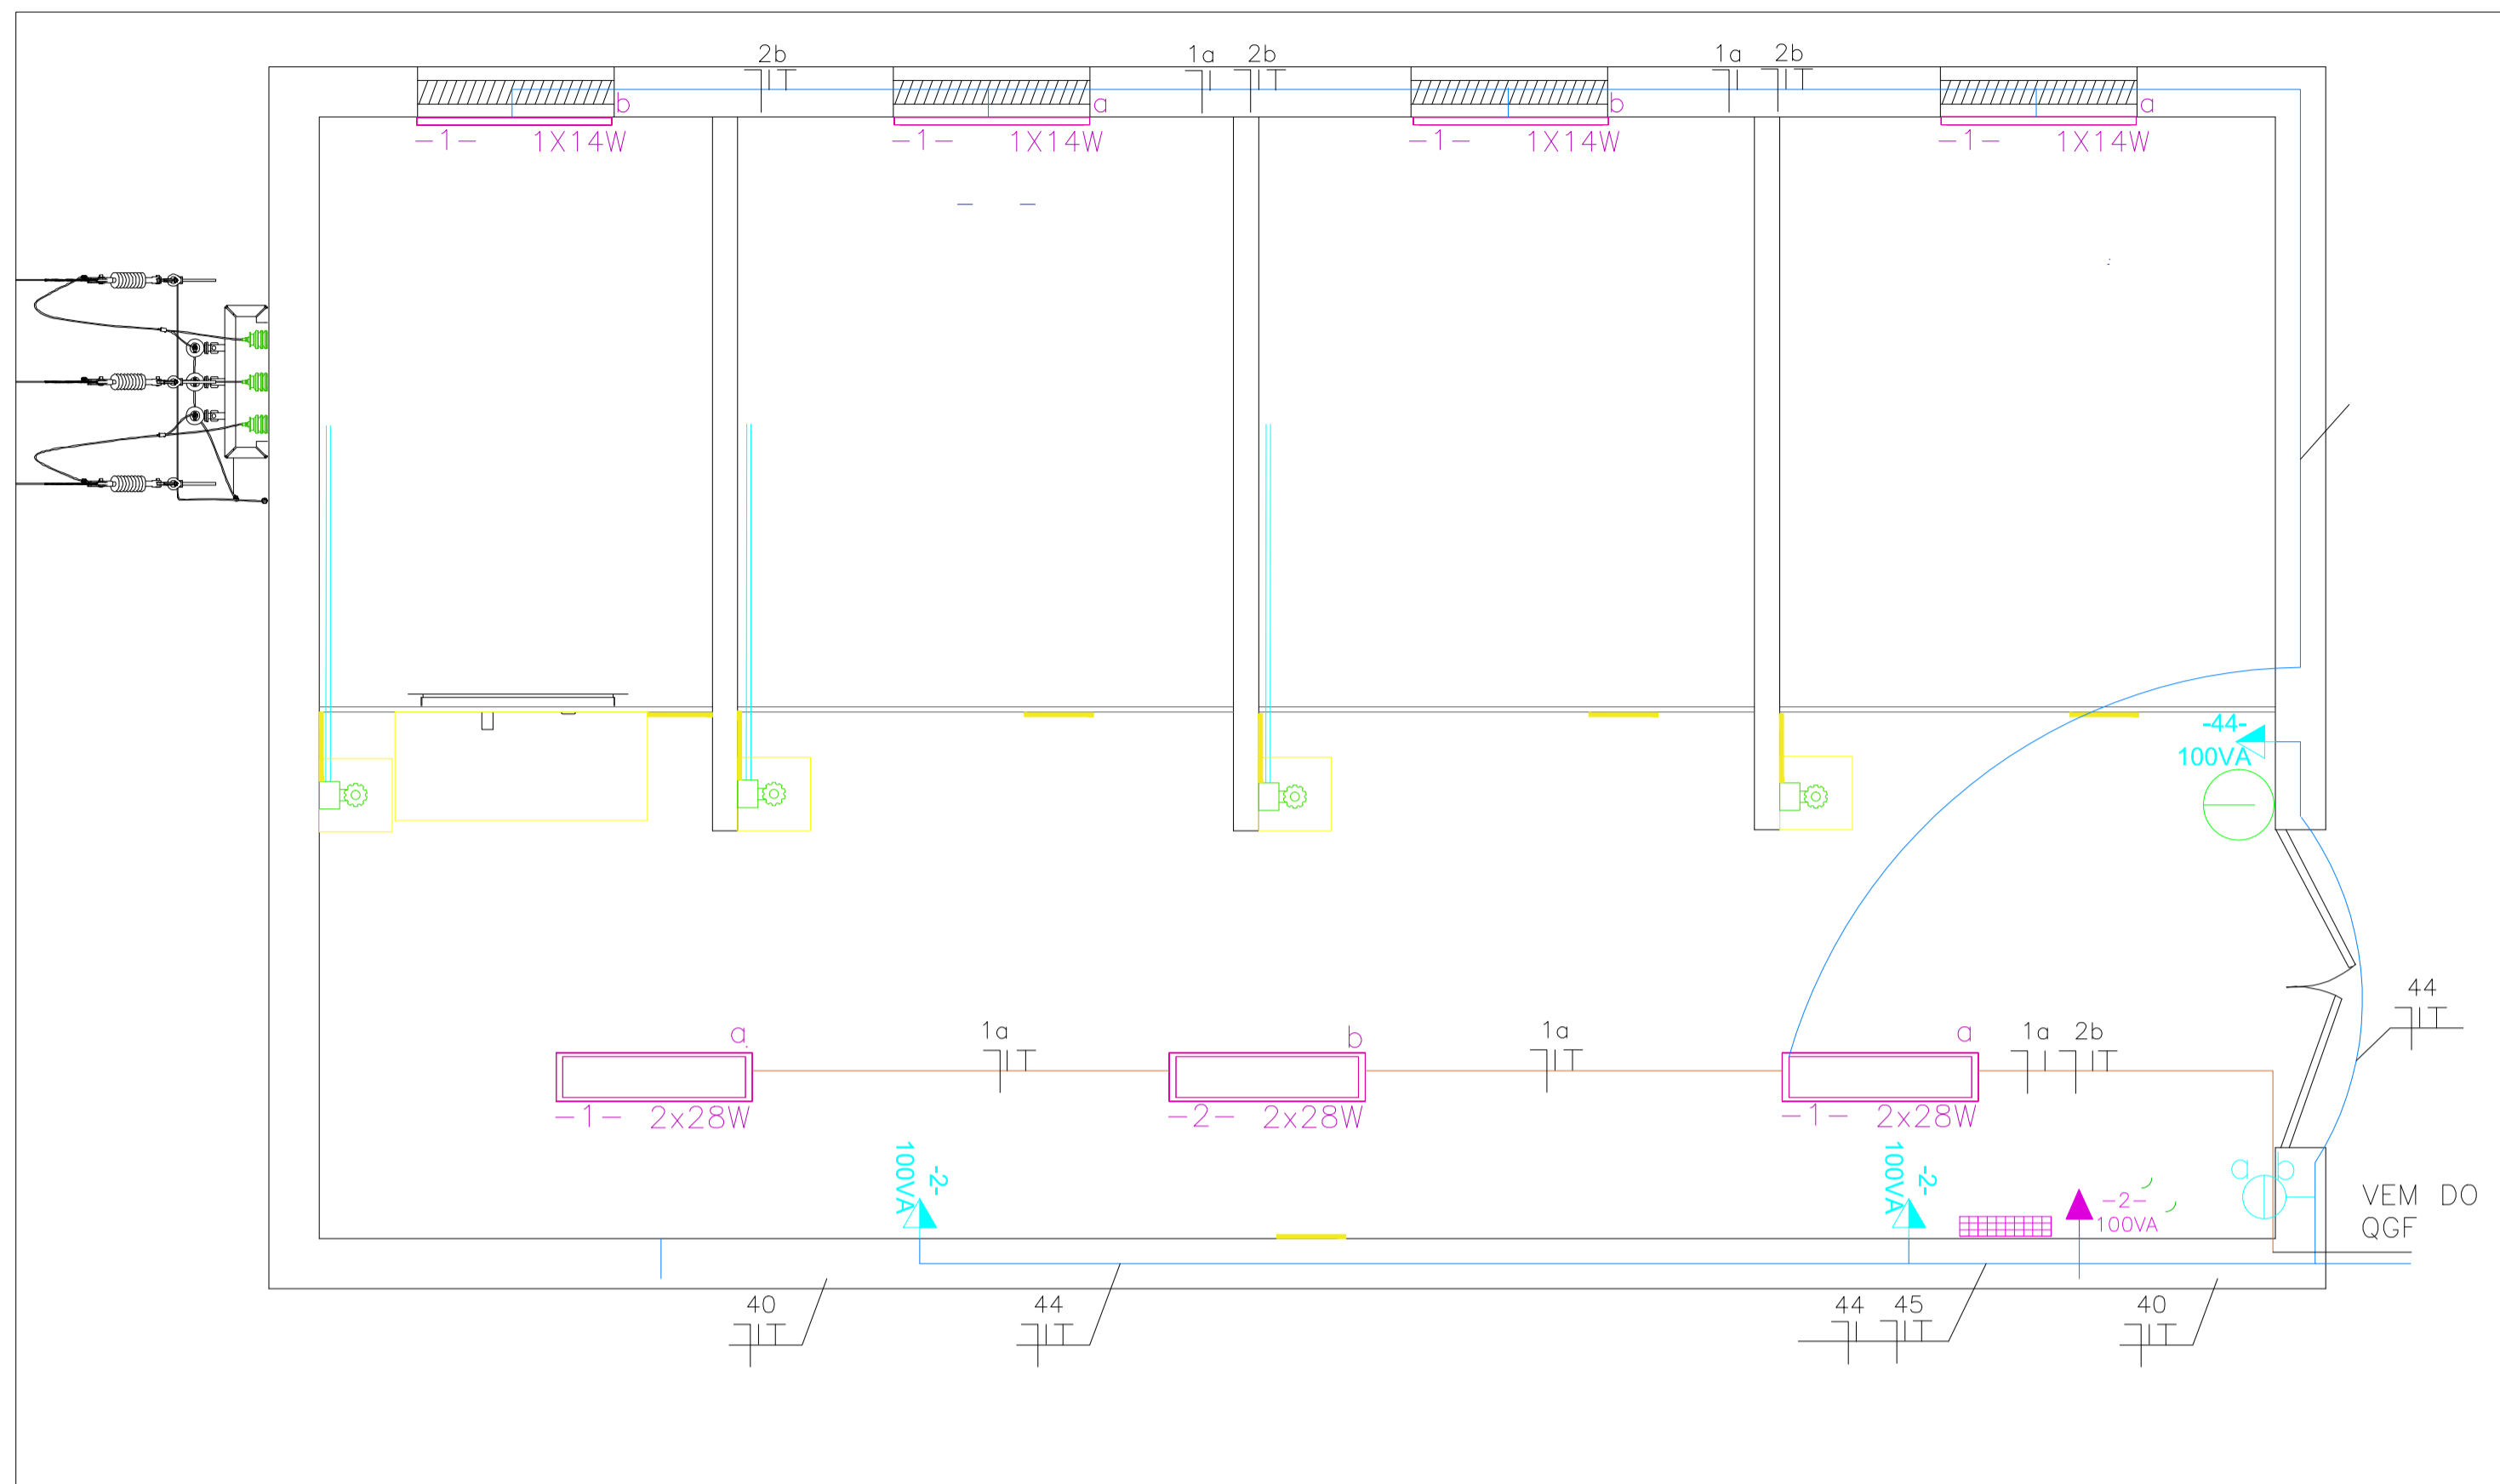 2b
1a 2b
1a 2b
b
a
b
a
-1- 1X14W
-1- 1X14W
-1- 1X14W
-1- 1X14W
-44-
100VA
44
a
1a
b
1a
a
1a 2b
-1- 2x28W
-2- 2x28W
-1- 2x28W
-2-
100VA
-2-
100VA
-2-
100VA
a b
VEM DO
QGF
40
44
44 45
40